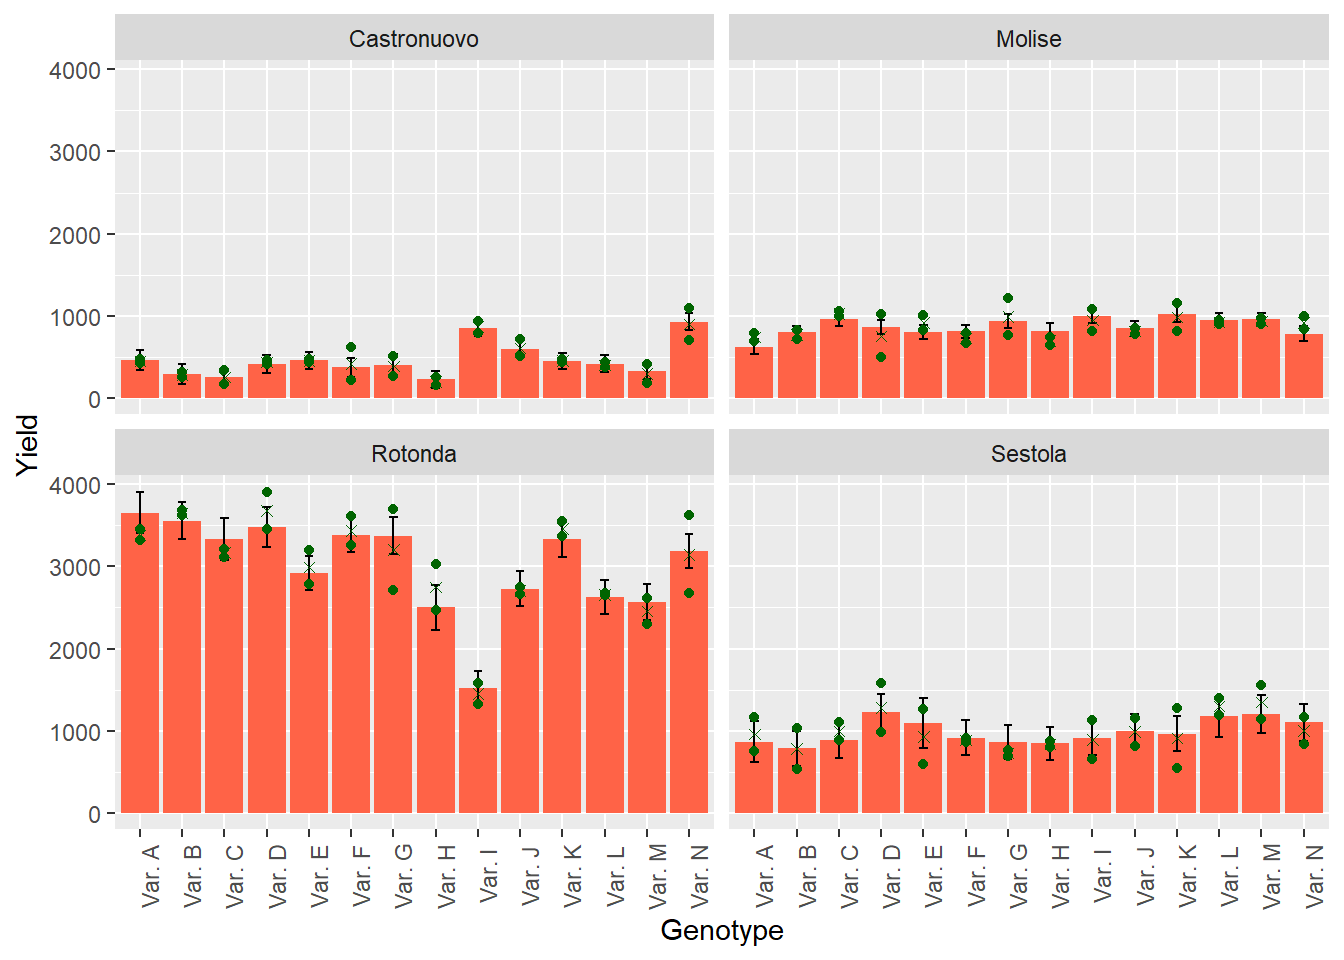 Castronuovo
Molise
4000
3000
2000
1000
0
Yield
Rotonda
Sestola
4000
3000
2000
1000
0
Var. A
Var. B
Var. C
Var. D
Var. E
Var. F
Var. G
Var. H
Var. I
Var. J
Var. K
Var. L
Var. M
Var. N
Var. A
Var. B
Var. C
Var. D
Var. E
Var. F
Var. G
Var. H
Var. I
Var. J
Var. K
Var. L
Var. M
Var. N
Genotype